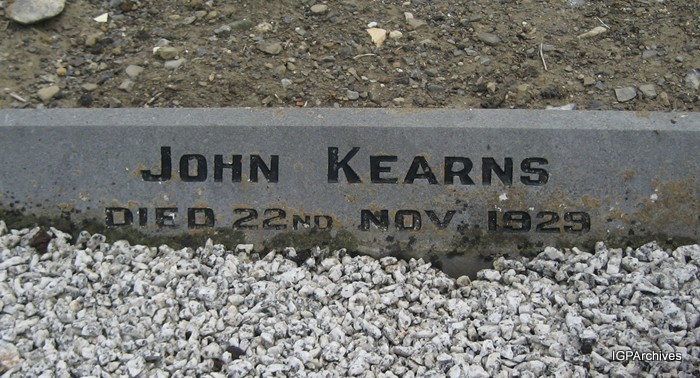 John Kearns
Died 22nd Nov. 1929
IGPArchives